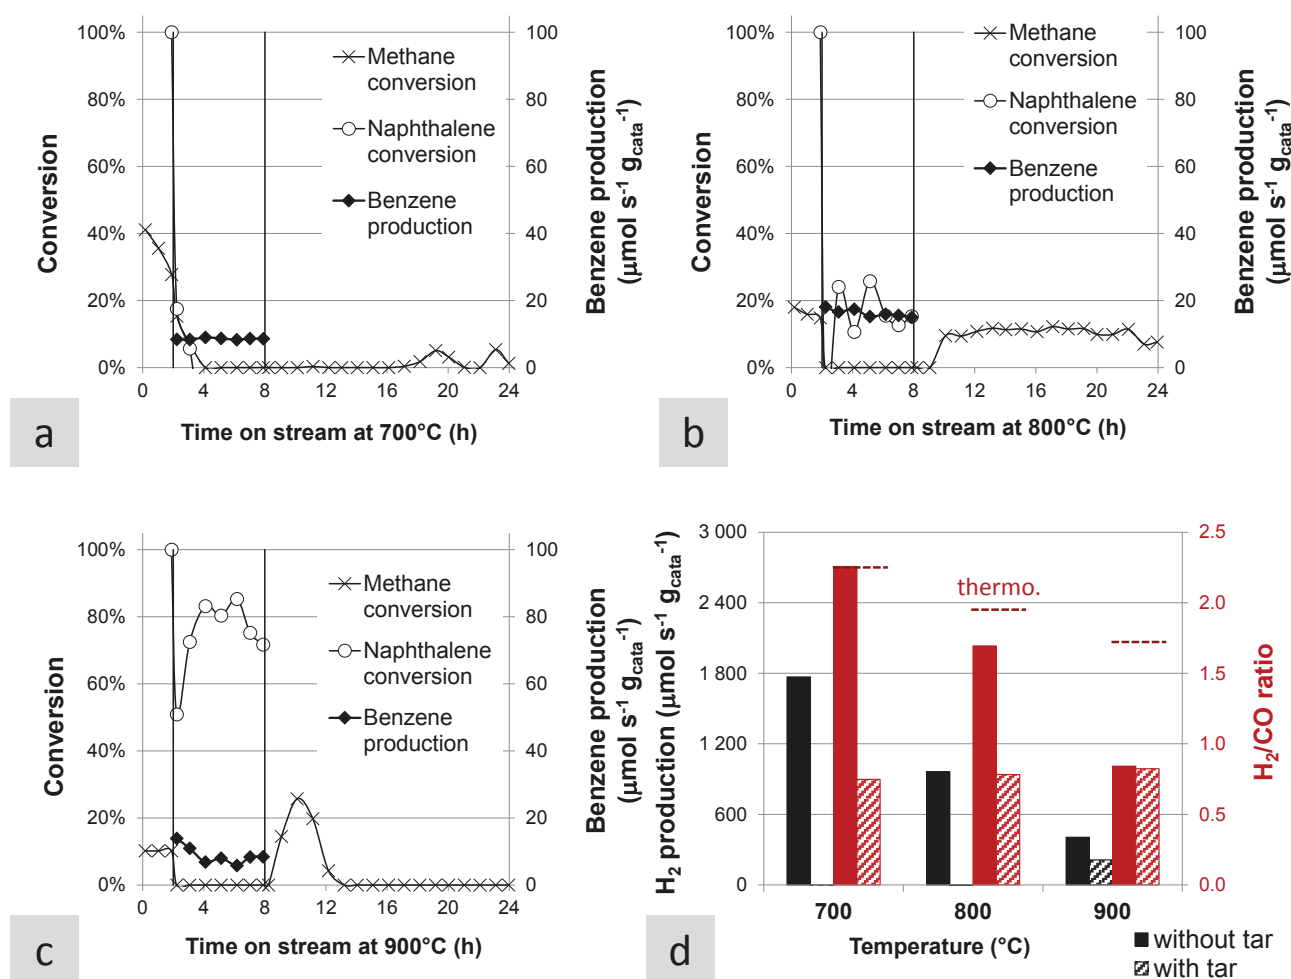 100%
80%
60%
40%
20%
0%
Conversion
0 4 8 12 16 20 24
Time on stream at 700°C (h)
100
80
60
40
20
0
Benzene production
(µmol s⁻¹ g_cata⁻¹)
Methane
conversion
Naphthalene
conversion
Benzene
production
a
100%
80%
60%
40%
20%
0%
Conversion
0 4 8 12 16 20 24
Time on stream at 800°C (h)
100
80
60
40
20
0
Benzene production
(µmol s⁻¹ g_cata⁻¹)
Methane
conversion
Naphthalene
conversion
Benzene
production
b
100%
80%
60%
40%
20%
0%
Conversion
0 4 8 12 16 20 24
Time on stream at 900°C (h)
100
80
60
40
20
0
Benzene production
(µmol s⁻¹ g_cata⁻¹)
Methane
conversion
Naphthalene
conversion
Benzene
production
c
3 000
2 400
1 800
1 200
600
0
H₂ production (µmol s⁻¹ g_cata⁻¹)
thermo.
2.5
2.0
1.5
1.0
0.5
0.0
H₂/CO ratio
700 800 900
Temperature (°C)
without tar
with tar
d